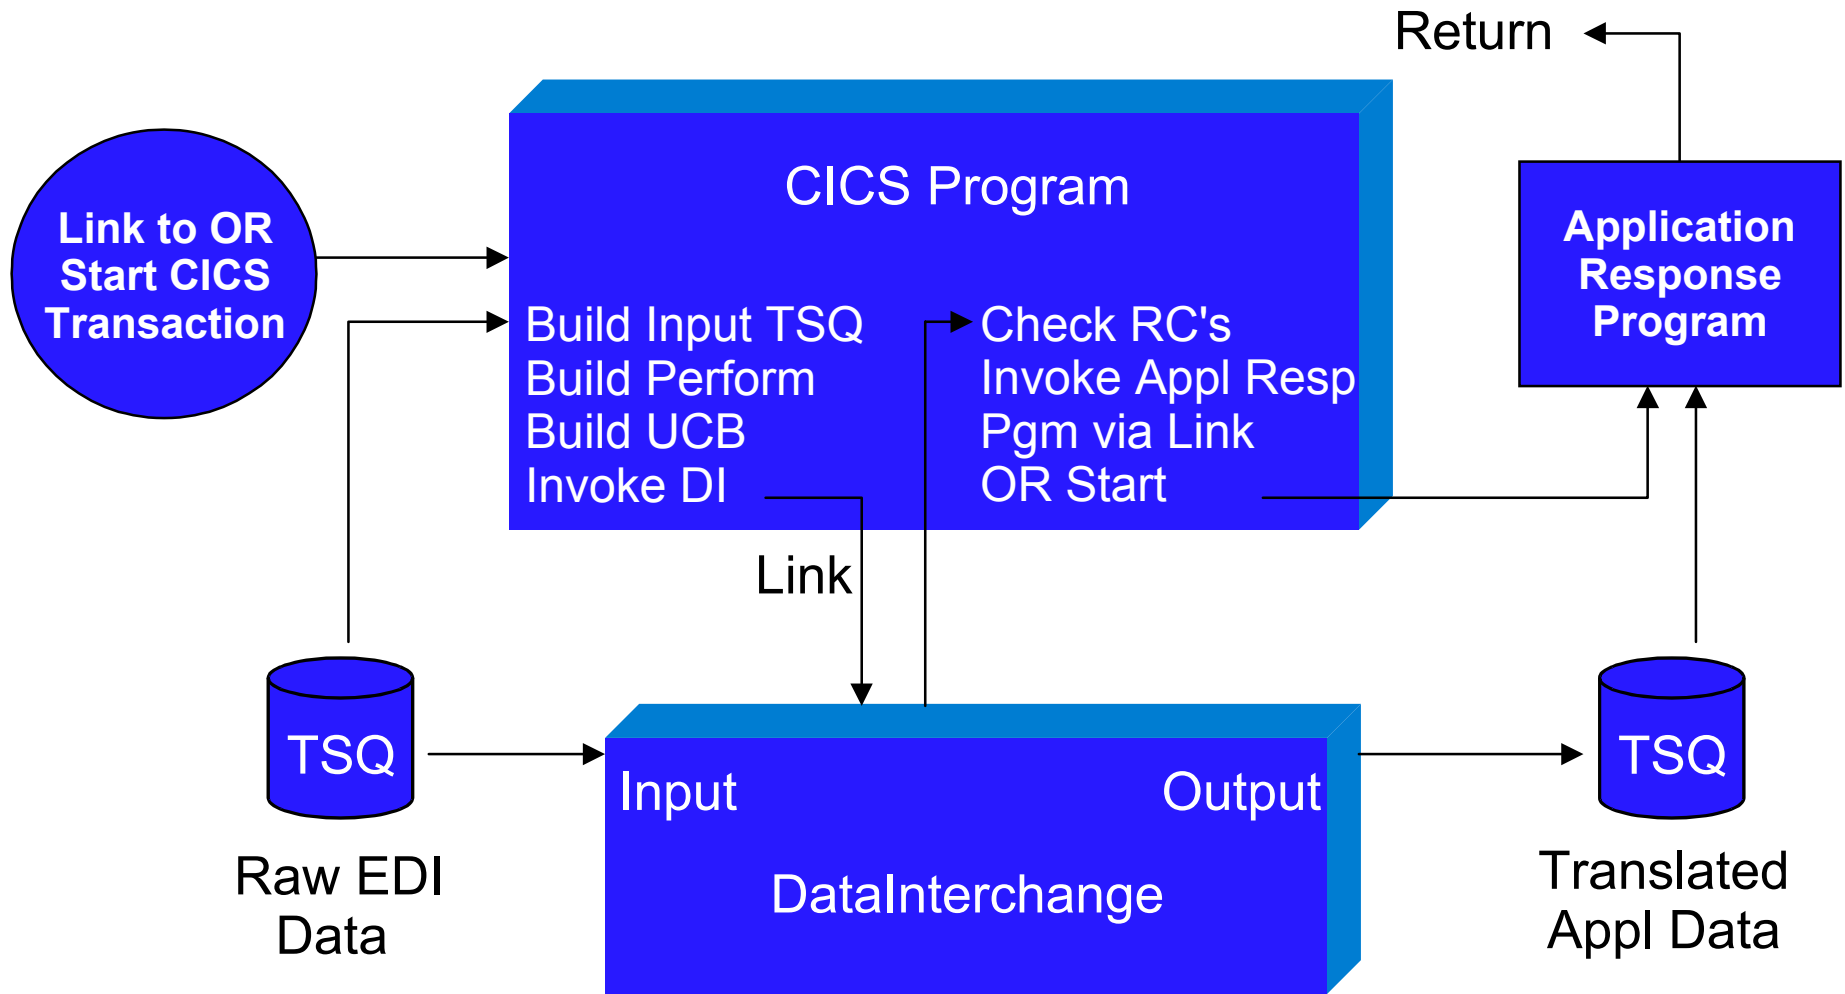 Return
CICS Program
Link to OR
Start CICS
Transaction
Application
Response
Program
Build Input TSQ
Build Perform
Build UCB
Invoke DI
Check RC's
Invoke Appl Resp
Pgm via Link
OR Start
Link
TSQ
Raw EDI
Data
Input
Output
DataInterchange
TSQ
Translated
Appl Data